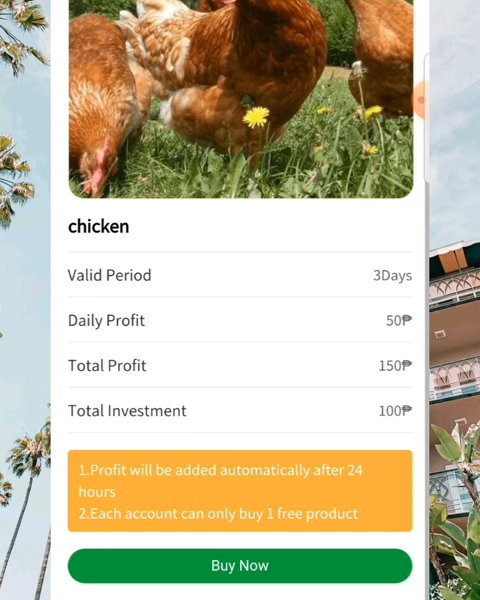 chicken
Valid Period 3Days
Daily Profit 50₱
Total Profit 150₱
Total Investment 100₱
1.Profit will be added automatically after 24
hours
2.Each account can only buy 1 free product
Buy Now